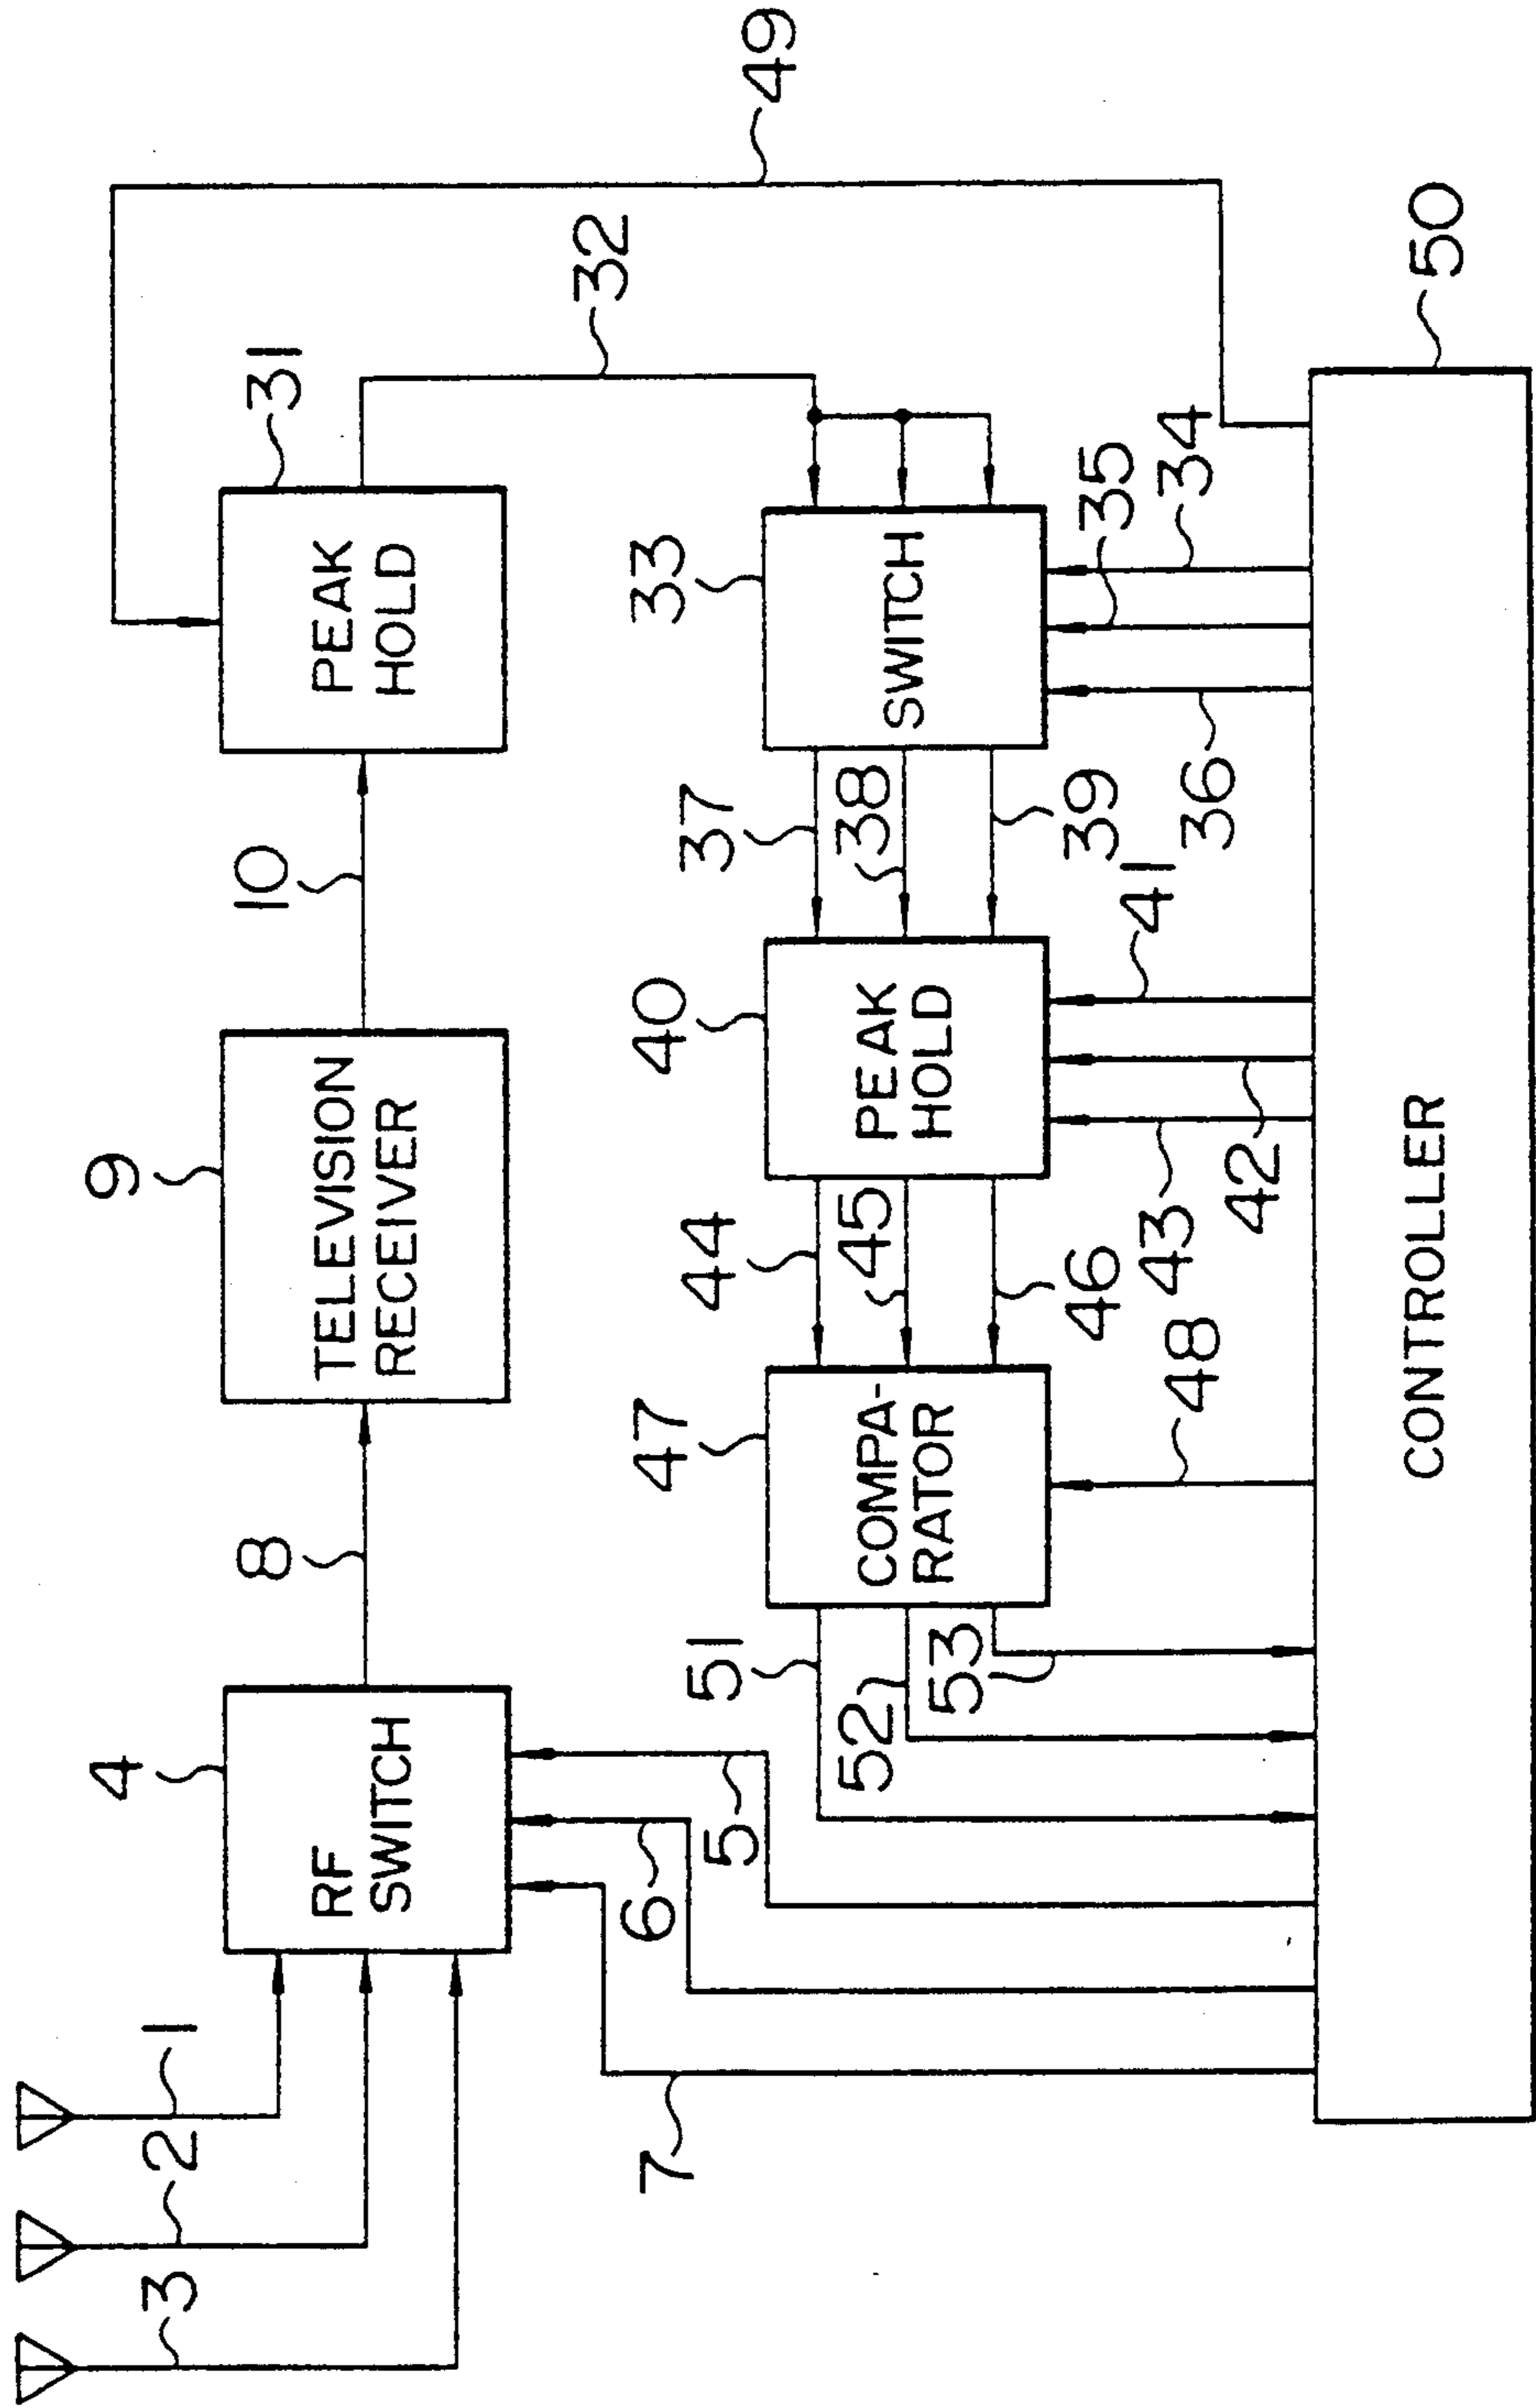 1
2
3
4
RF
SWITCH
8
9
TELEVISION
RECEIVER
10
31
PEAK
HOLD
49
32
7
6
5
51
52
53
47
COMPA-
RATOR
44
45
46
40
PEAK
HOLD
37
38
39
33
SWITCH
48
43
42
41
36
35
34
CONTROLLER
50